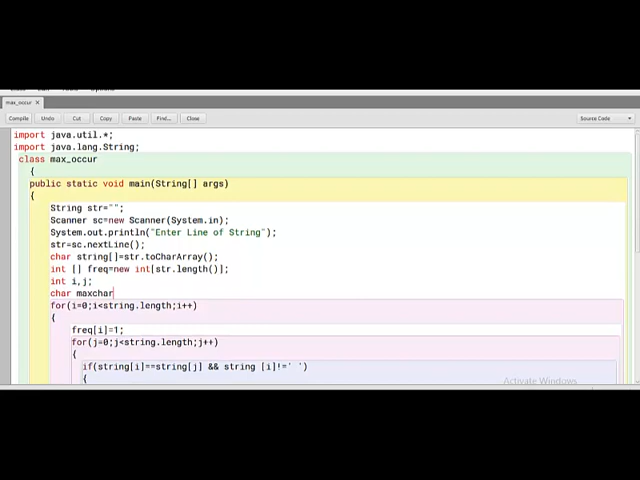 max_occur ×
Compile Undo Cut Copy Paste Find... Close Source Code
import java.util.*;
import java.lang.String;
class max_occur
{
public static void main(String[] args)
{
String str="";
Scanner sc=new Scanner(System.in);
System.out.println("Enter Line of String");
str=sc.nextLine();
char string[]=str.toCharArray();
int [] freq=new int[str.length()];
int i,j;
char maxchar
for(i=0;i<string.length;i++)
{
freq[i]=1;
for(j=0;j<string.length;j++)
{
if(string[i]==string[j] && string [i]!=' ')
{
Activate Windows